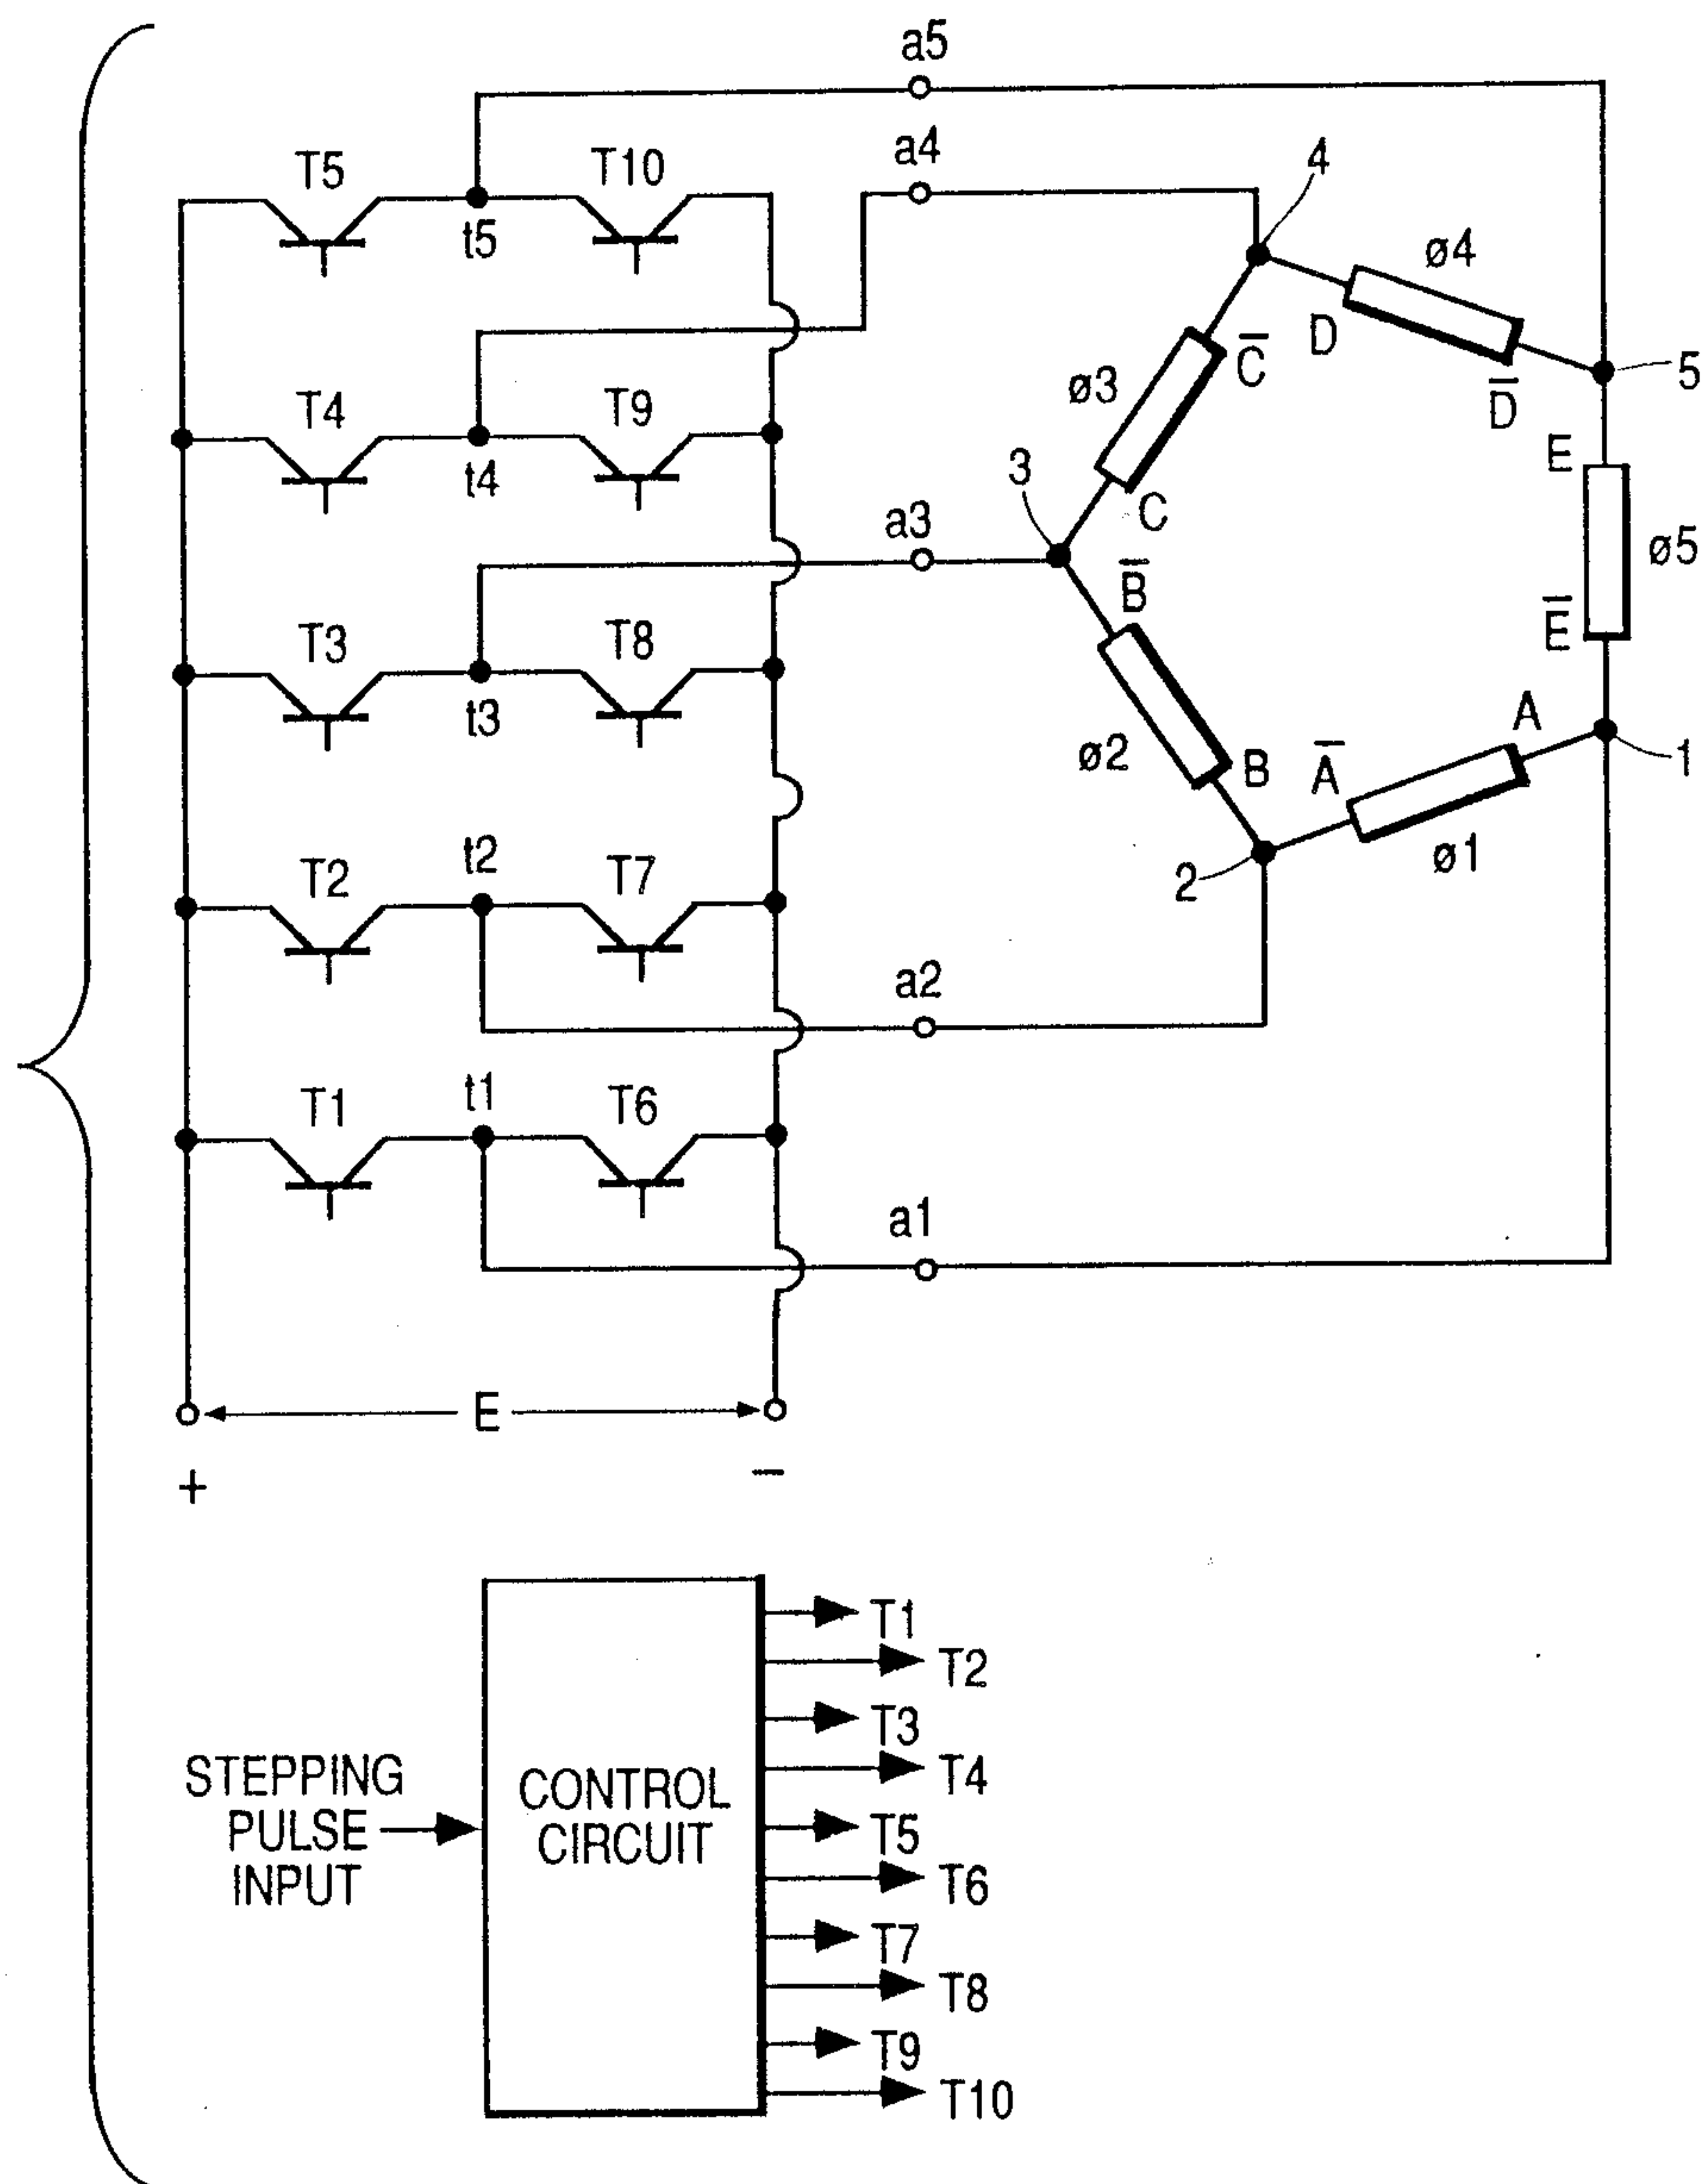 a5
a4
4
T5
T10
t5
ø4
D
D̅
5
C̅
ø3
T4
T9
t4
3
C
E
a3
B̅
ø5
E̅
T3
T8
t3
A
A̅
1
ø2
B
ø1
T2
t2
T7
2
a2
T1
t1
T6
a1
E
+
−
T1
T2
T3
STEPPING
PULSE
INPUT
CONTROL
CIRCUIT
T4
T5
T6
T7
T8
T9
T10